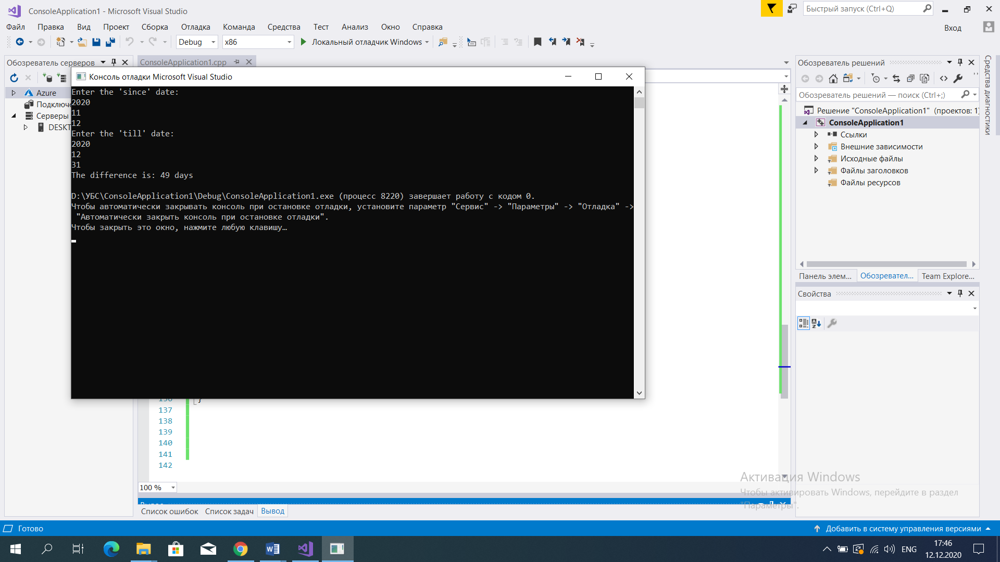 ConsoleApplication1 - Microsoft Visual Studio
Быстрый запуск (Ctrl+Q)
Файл Правка Вид Проект Сборка Отладка Команда Средства Тест Анализ Окно Справка
Вход
Debug x86 Локальный отладчик Windows
Обозреватель серверов
ConsoleApplication1.cpp
Azure
Серверы
Консоль отладки Microsoft Visual Studio
Enter the 'since' date:
2020
11
12
Enter the 'till' date:
2020
12
31
The difference is: 49 days
D:\УБС\ConsoleApplication1\Debug\ConsoleApplication1.exe (процесс 8220) завершает работу с кодом 0.
Чтобы автоматически закрывать консоль при остановке отладки, установите параметр "Сервис" -> "Параметры" -> "Отладка" ->
"Автоматически закрыть консоль при остановке отладки".
Чтобы закрыть это окно, нажмите любую клавишу…
136 }
137
138
139
140
141
142
100 %
Список ошибок Список задач Вывод
Обозреватель решений
Обозреватель решений — поиск (Ctrl+;)
Решение "ConsoleApplication1" (проектов: 1)
ConsoleApplication1
Ссылки
Внешние зависимости
Исходные файлы
Файлы заголовков
Файлы ресурсов
Панель элем... Обозревател... Team Explore...
Свойства
Средства диагностики
Активация Windows
Чтобы активировать Windows, перейдите в раздел
"Параметры".
Готово
Добавить в систему управления версиями
ENG
17:46
12.12.2020